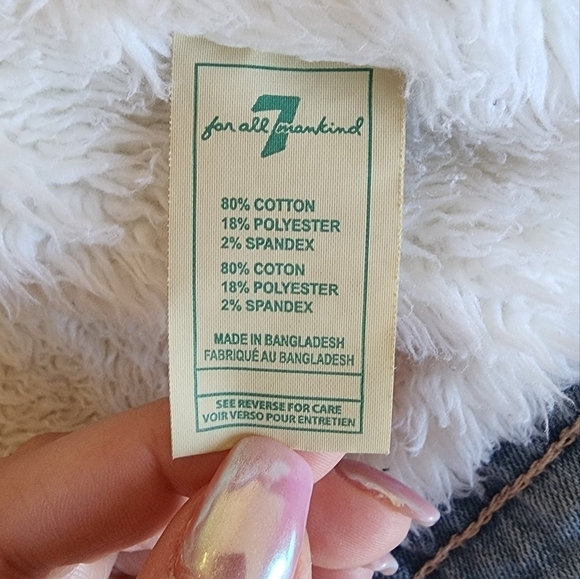 for all 7 mankind
80% COTTON
18% POLYESTER
2% SPANDEX
80% COTON
18% POLYESTER
2% SPANDEX
MADE IN BANGLADESH
FABRIQUÉ AU BANGLADESH
SEE REVERSE FOR CARE
VOIR VERSO POUR ENTRETIEN